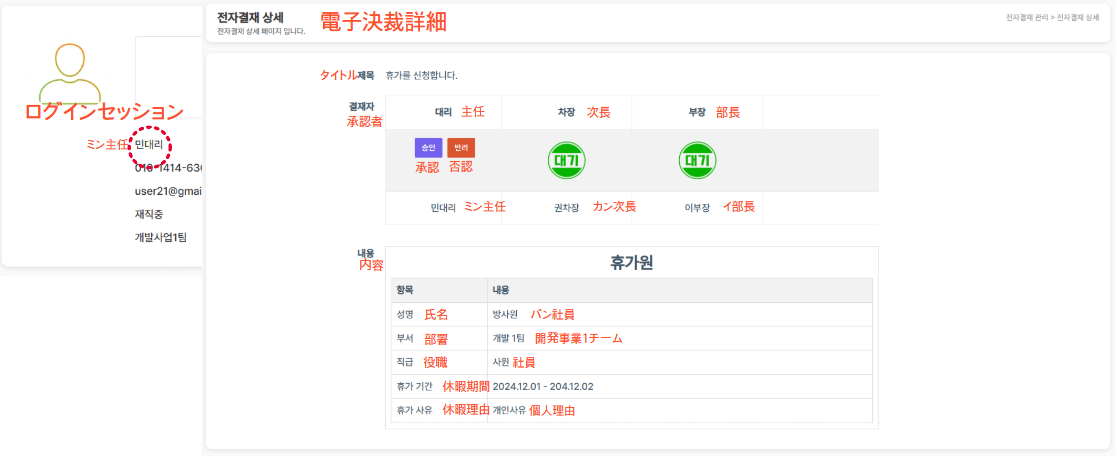 ログインセッション
ミン主任 민대리
010-1414-636
user21@gmai
재직중
개발사업1팀
전자결재 상세 電子決裁詳細
전자결재 상세 페이지 입니다.
전자결재 관리 > 전자결재 상세
タイトル제목 휴가를 신청합니다.
결재자 承認者
대리 主任 차장 次長 부장 部長
승인 반려 대기 대기
承認 否認
민대리 ミン主任 권차장 カン次長 이부장 イ部長
내용 内容
휴가원
항목 내용
성명 氏名 방사원 バン社員
부서 部署 개발 1팀 開発事業1チーム
직급 役職 사원 社員
휴가 기간 休暇期間 2024.12.01 - 204.12.02
휴가 사유 休暇理由 개인사유 個人理由